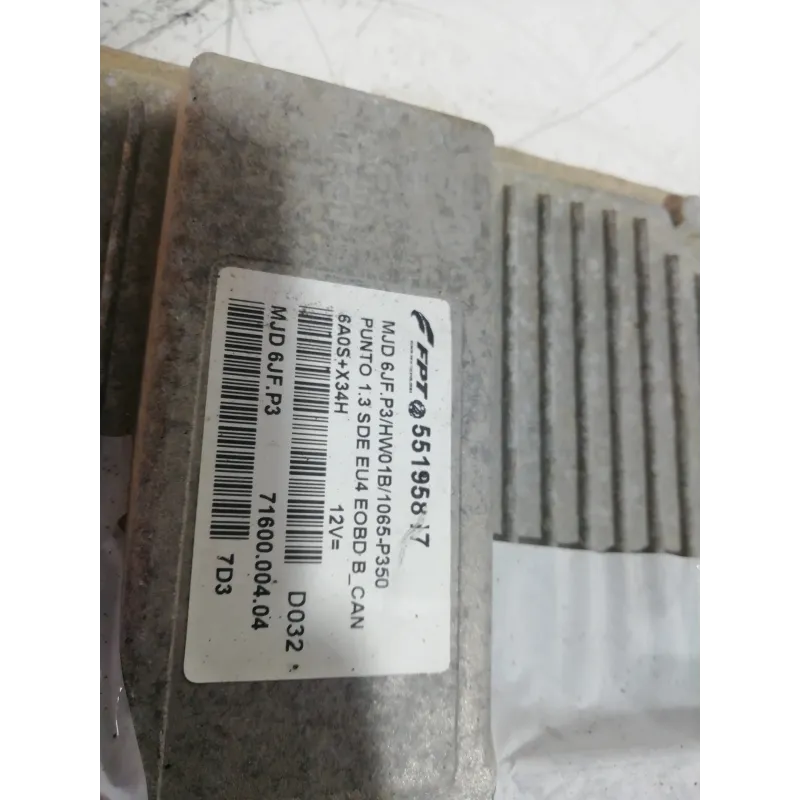 FPT
MJD 6JF.P3/HW01B/1065-P350
PUNTO 1.3 SDE EU4 EOBD B_CAN
6A0S+X34H 12V=
D032
MJD 6JF.P3 71600.004.04
7D3